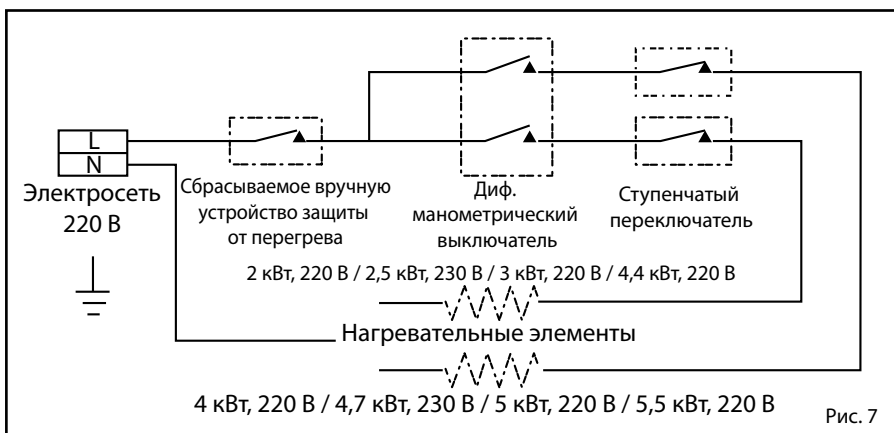 L
N
Электросеть
220 В
Сбрасываемое вручную
устройство защиты
от перегрева
Диф.
манометрический
выключатель
Ступенчатый
переключатель
2 кВт, 220 В / 2,5 кВт, 230 В / 3 кВт, 220 В / 4,4 кВт, 220 В
Нагревательные элементы
4 кВт, 220 В / 4,7 кВт, 230 В / 5 кВт, 220 В / 5,5 кВт, 220 В
Рис. 7